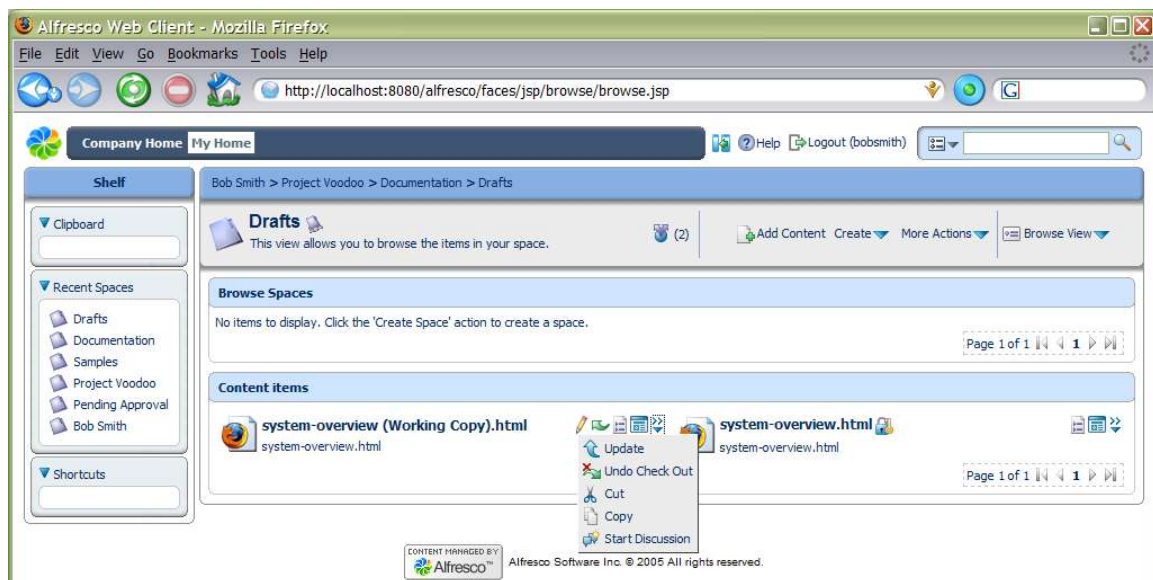 Alfresco Web Client - Mozilla Firefox
File Edit View Go Bookmarks Tools Help
http://localhost:8080/alfresco/faces/jsp/browse/browse.jsp
G
Company Home My Home
Help Logout (bobsmith)
Shelf
Bob Smith > Project Voodoo > Documentation > Drafts
Clipboard
Drafts
This view allows you to browse the items in your space.
(2)
Add Content Create More Actions Browse View
Recent Spaces
Drafts
Documentation
Samples
Project Voodoo
Pending Approval
Bob Smith
Shortcuts
Browse Spaces
No items to display. Click the 'Create Space' action to create a space.
Page 1 of 1 1
Content items
system-overview (Working Copy).html
system-overview.html
Update
Undo Check Out
Cut
Copy
Start Discussion
system-overview.html
system-overview.html
Page 1 of 1 1
CONTENT MANAGED BY
Alfresco™
Alfresco Software Inc. © 2005 All rights reserved.